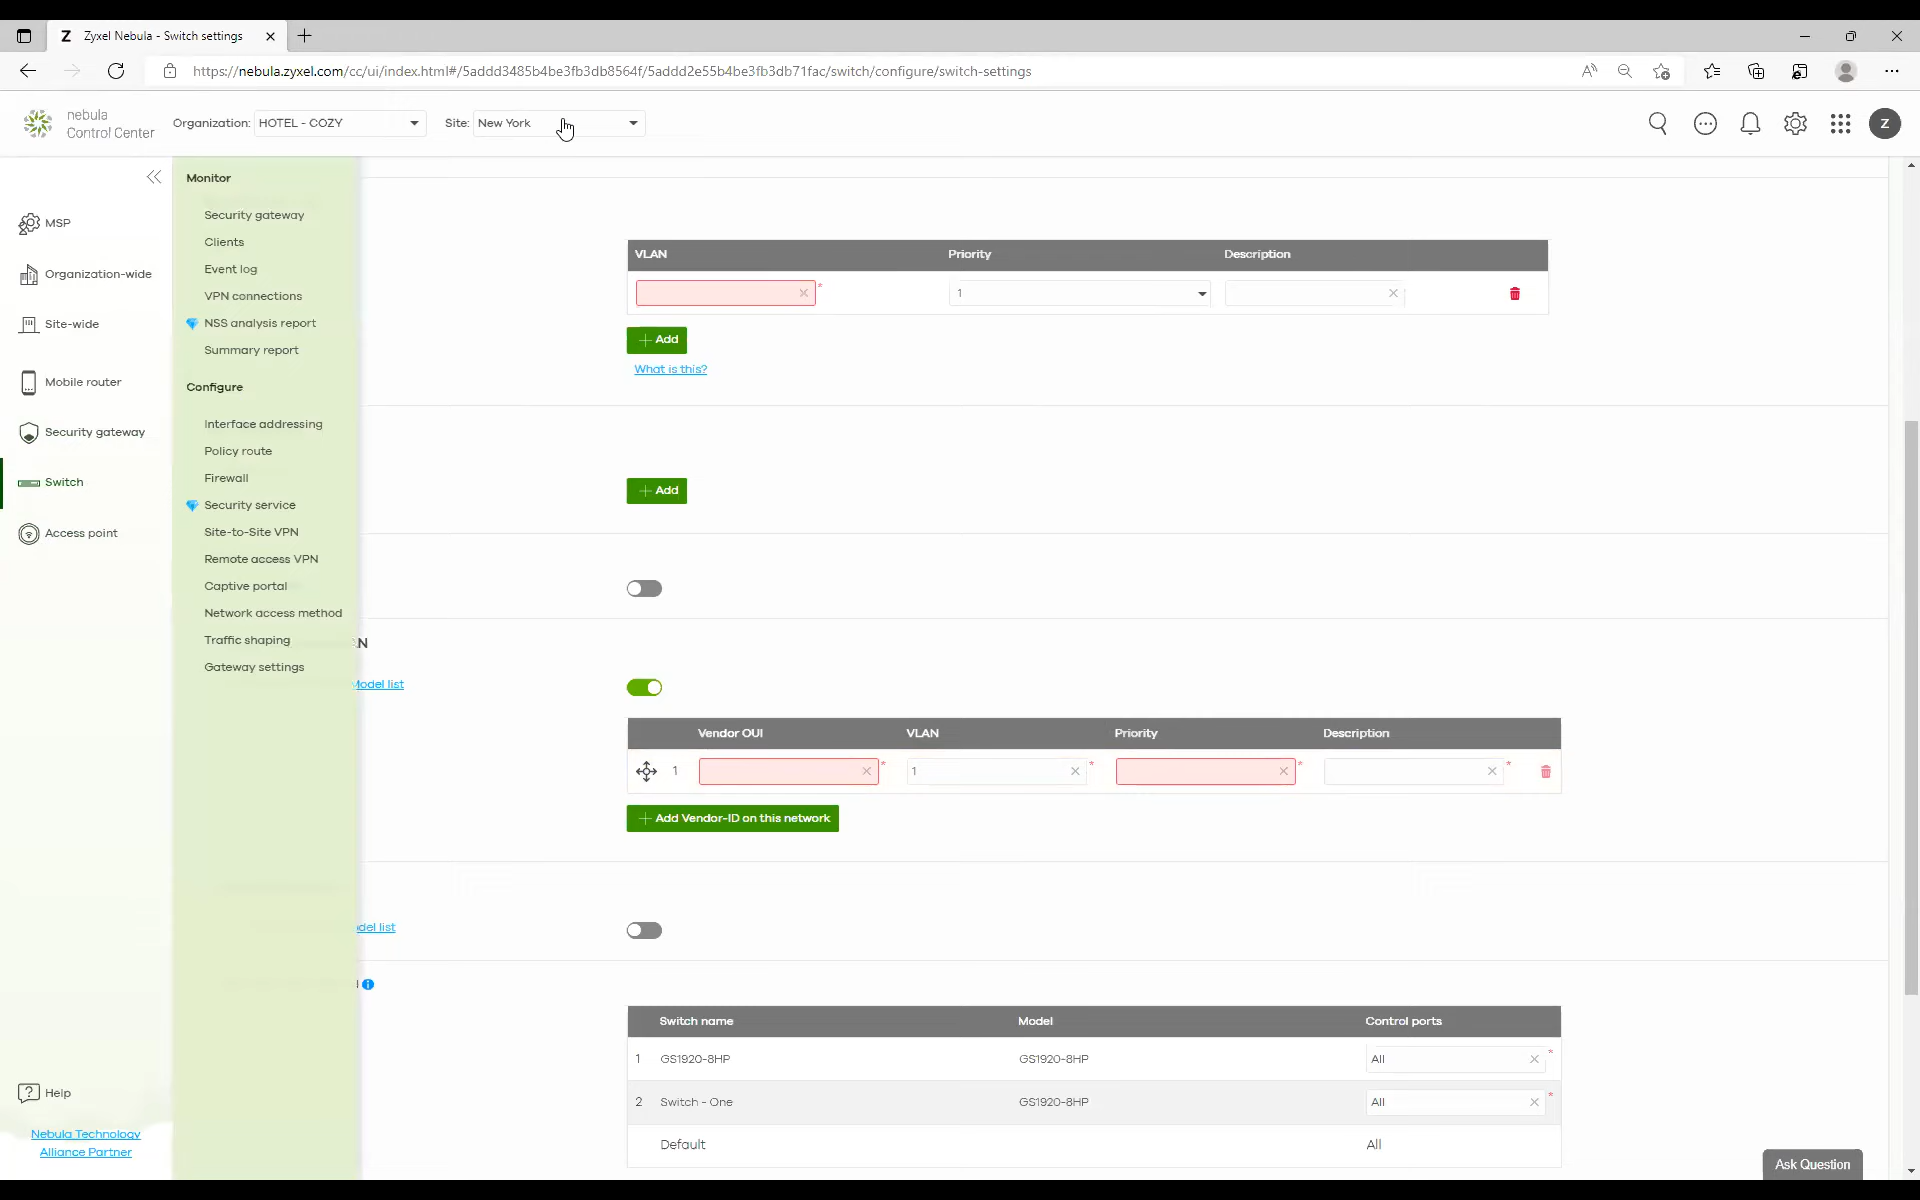 Zyxel Nebula - Switch settings
https://nebula.zyxel.com/cc/ui/index.html#/5addd3485b4be3fb3db8564f/5addd2e55b4be3fb3db71fac/switch/configure/switch-settings
nebula
Control Center
Organization: HOTEL - COZY
Site: New York
Z
MSP
Organization-wide
Site-wide
Mobile router
Security gateway
Switch
Access point
Help
Nebula Technology
Alliance Partner
Monitor
Security gateway
Clients
Event log
VPN connections
NSS analysis report
Summary report
Configure
Interface addressing
Policy route
Firewall
Security service
Site-to-Site VPN
Remote access VPN
Captive portal
Network access method
Traffic shaping
Gateway settings
VLAN Priority Description
* 1
+ Add
What is this?
+ Add
AN
Model list
Vendor OUI VLAN Priority Description
1 * 1 * * *
+ Add Vendor-ID on this network
del list
Switch name Model Control ports
1 GS1920-8HP GS1920-8HP All *
2 Switch - One GS1920-8HP All *
Default All
Ask Question